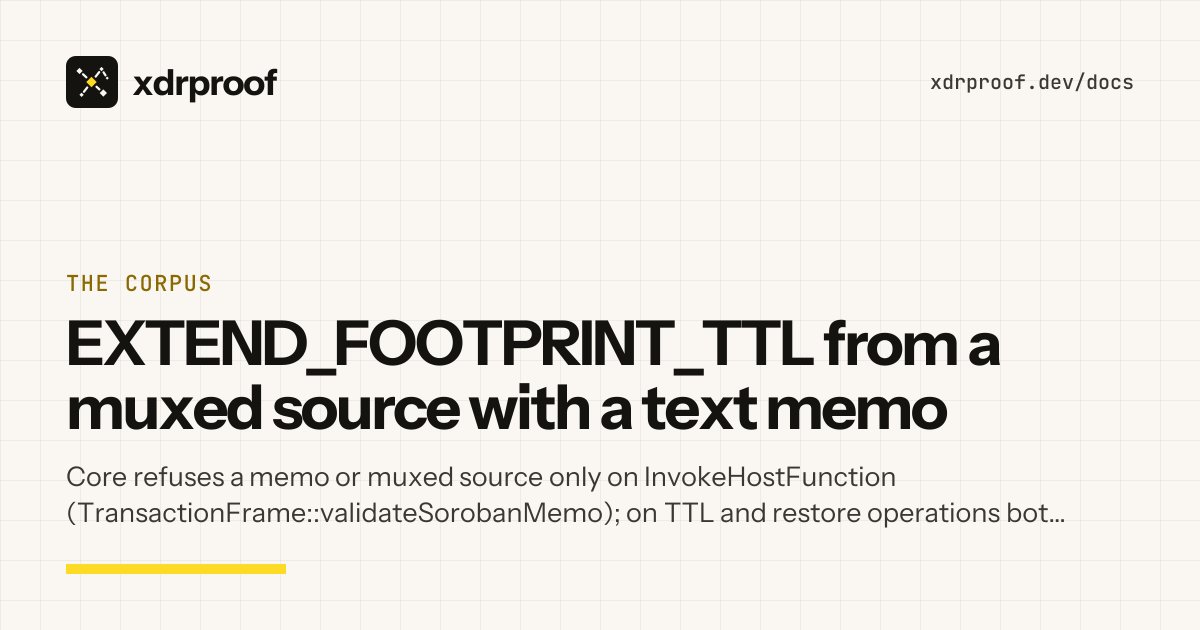 xdrproof
xdrproof.dev/docs
THE CORPUS
EXTEND_FOOTPRINT_TTL from a
muxed source with a text memo
Core refuses a memo or muxed source only on InvokeHostFunction
(TransactionFrame::validateSorobanMemo); on TTL and restore operations bot…